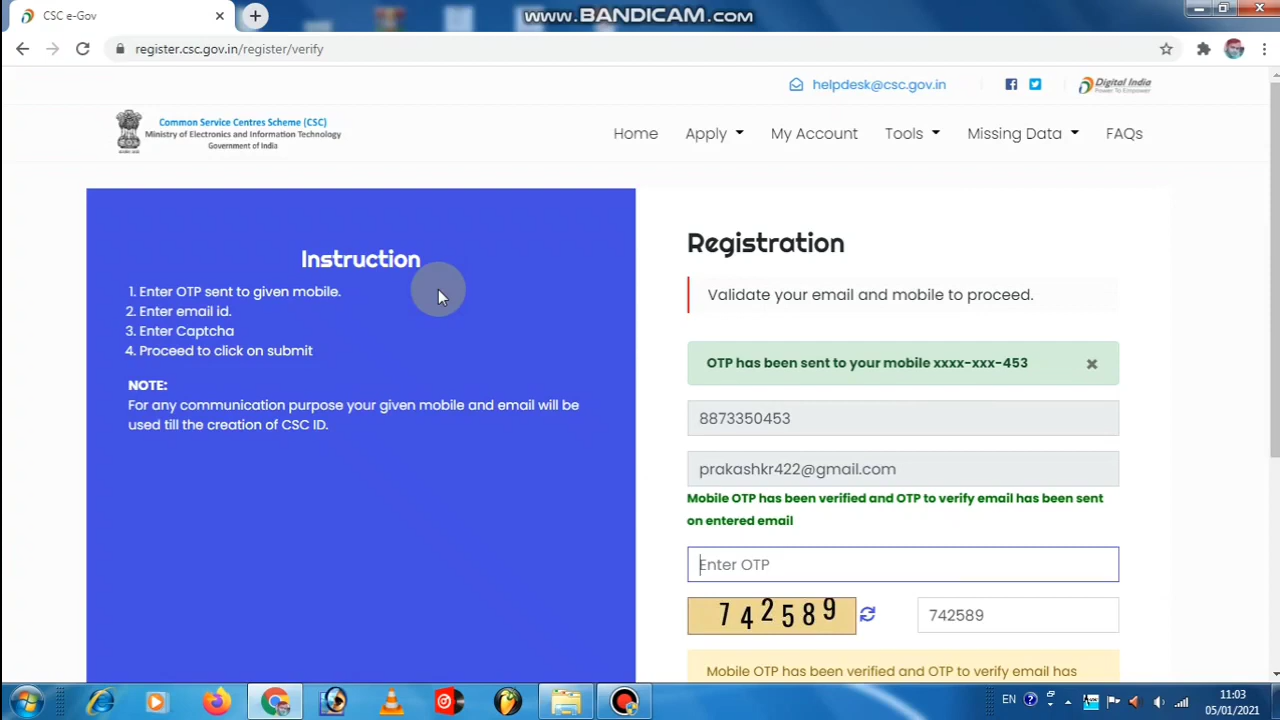 www.BANDICAM.com
CSC e-Gov
register.csc.gov.in/register/verify
helpdesk@csc.gov.in
Digital India
Power To Empower
Common Service Centres Scheme (CSC)
Ministry of Electronics and Information Technology
Government of India
Home
Apply
My Account
Tools
Missing Data
FAQs
Instruction
1. Enter OTP sent to given mobile.
2. Enter email id.
3. Enter Captcha
4. Proceed to click on submit
NOTE:
For any communication purpose your given mobile and email will be
used till the creation of CSC ID.
Registration
Validate your email and mobile to proceed.
OTP has been sent to your mobile xxxx-xxx-453
8873350453
prakashkr422@gmail.com
Mobile OTP has been verified and OTP to verify email has been sent
on entered email
Enter OTP
742589
742589
Mobile OTP has been verified and OTP to verify email has
EN
11:03
05/01/2021